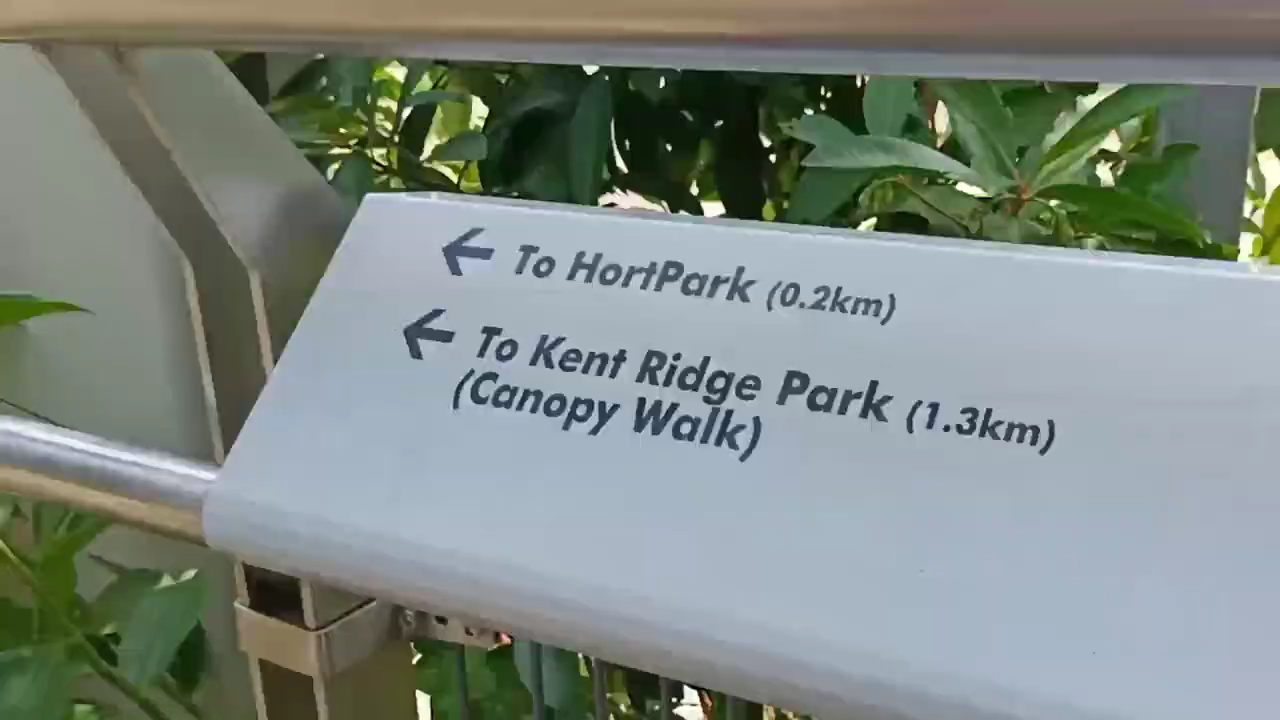 ← To HortPark (0.2km)
← To Kent Ridge Park (1.3km)
(Canopy Walk)